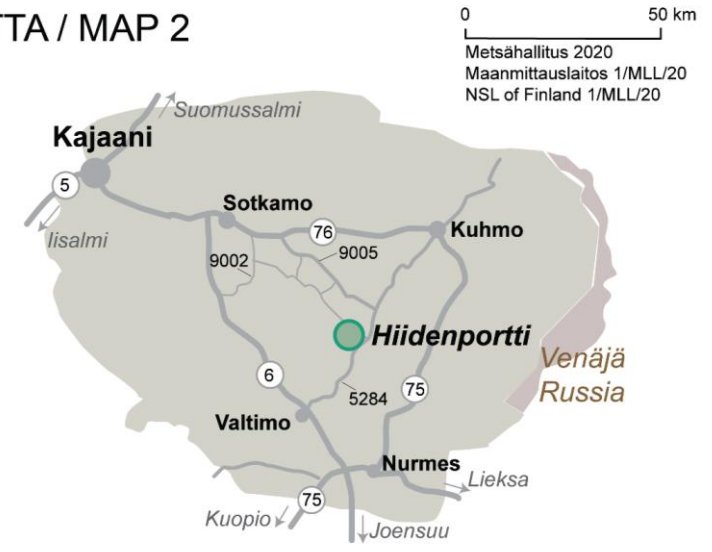 TTA / MAP 2
0 50 km
Metsähallitus 2020
Maanmittauslaitos 1/MLL/20
NSL of Finland 1/MLL/20
Suomussalmi
Kajaani
5
Iisalmi
Sotkamo
76
Kuhmo
9002
9005
Hiidenportti
Venäjä
Russia
6
75
5284
Valtimo
Nurmes
Lieksa
75
Kuopio
Joensuu